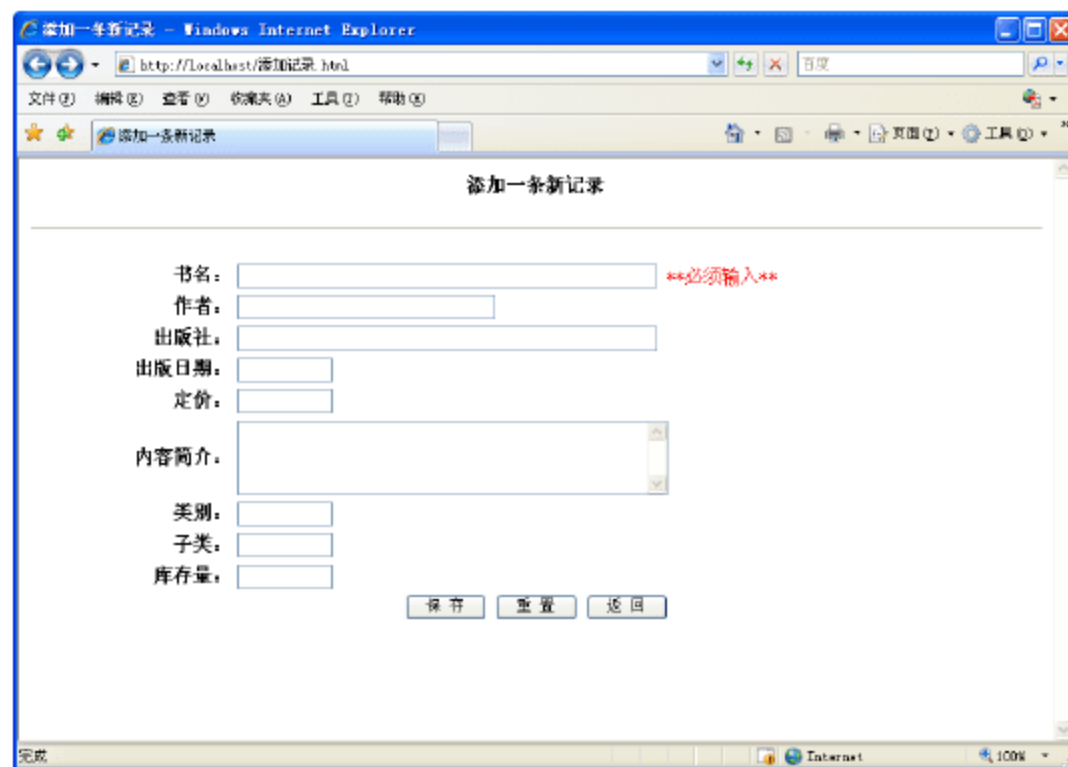 添加一条新记录 - Windows Internet Explorer
http://localhost/添加记录.html
百度
文件(F) 编辑(E) 查看(V) 收藏夹(A) 工具(T) 帮助(H)
添加一条新记录
页面(P) 工具(O)
添加一条新记录
书名： **必须输入**
作者：
出版社：
出版日期：
定价：
内容简介：
类别：
子类：
库存量：
保 存 重 置 返 回
完成 Internet 100%